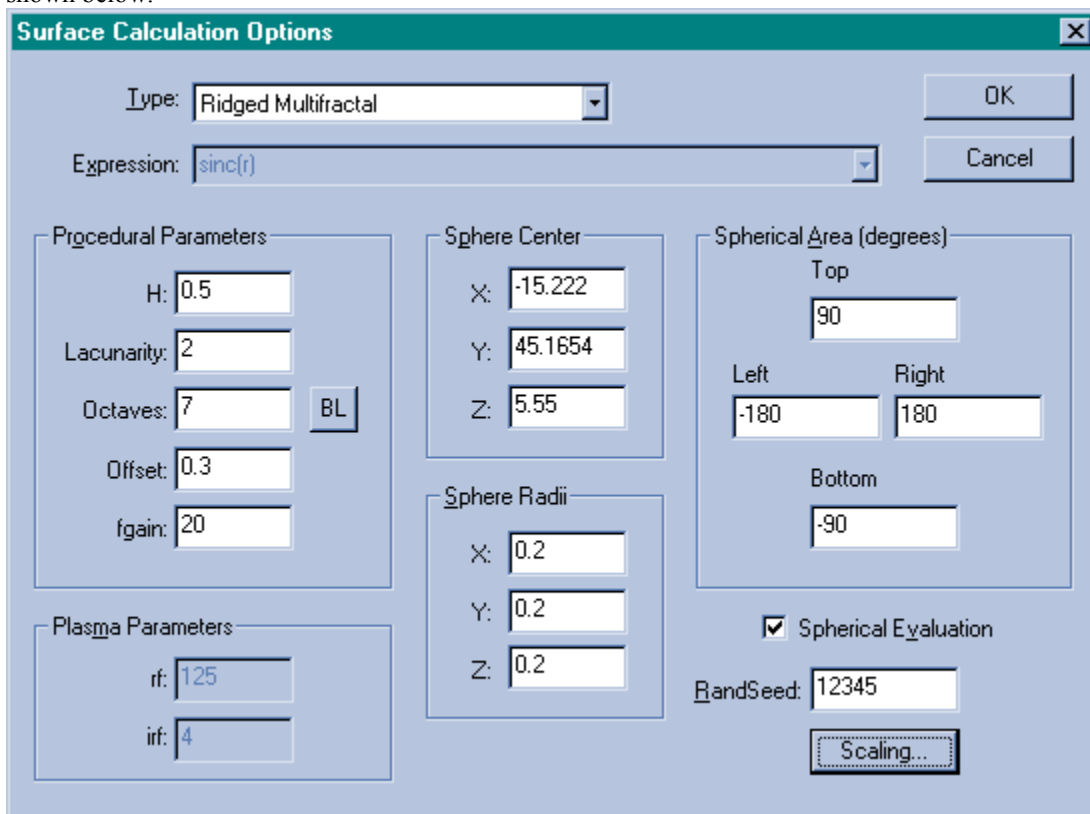 shown below.
Surface Calculation Options
Type: Ridged Multifractal
OK
Expression: sinc(r)
Cancel
Procedural Parameters
H: 0.5
Lacunarity: 2
Octaves: 7
BL
Offset: 0.3
fgain: 20
Plasma Parameters
rf: 125
irf: 4
Sphere Center
X: -15.222
Y: 45.1654
Z: 5.55
Sphere Radii
X: 0.2
Y: 0.2
Z: 0.2
Spherical Area (degrees)
Top
90
Left Right
-180 180
Bottom
-90
Spherical Evaluation
RandSeed: 12345
Scaling...